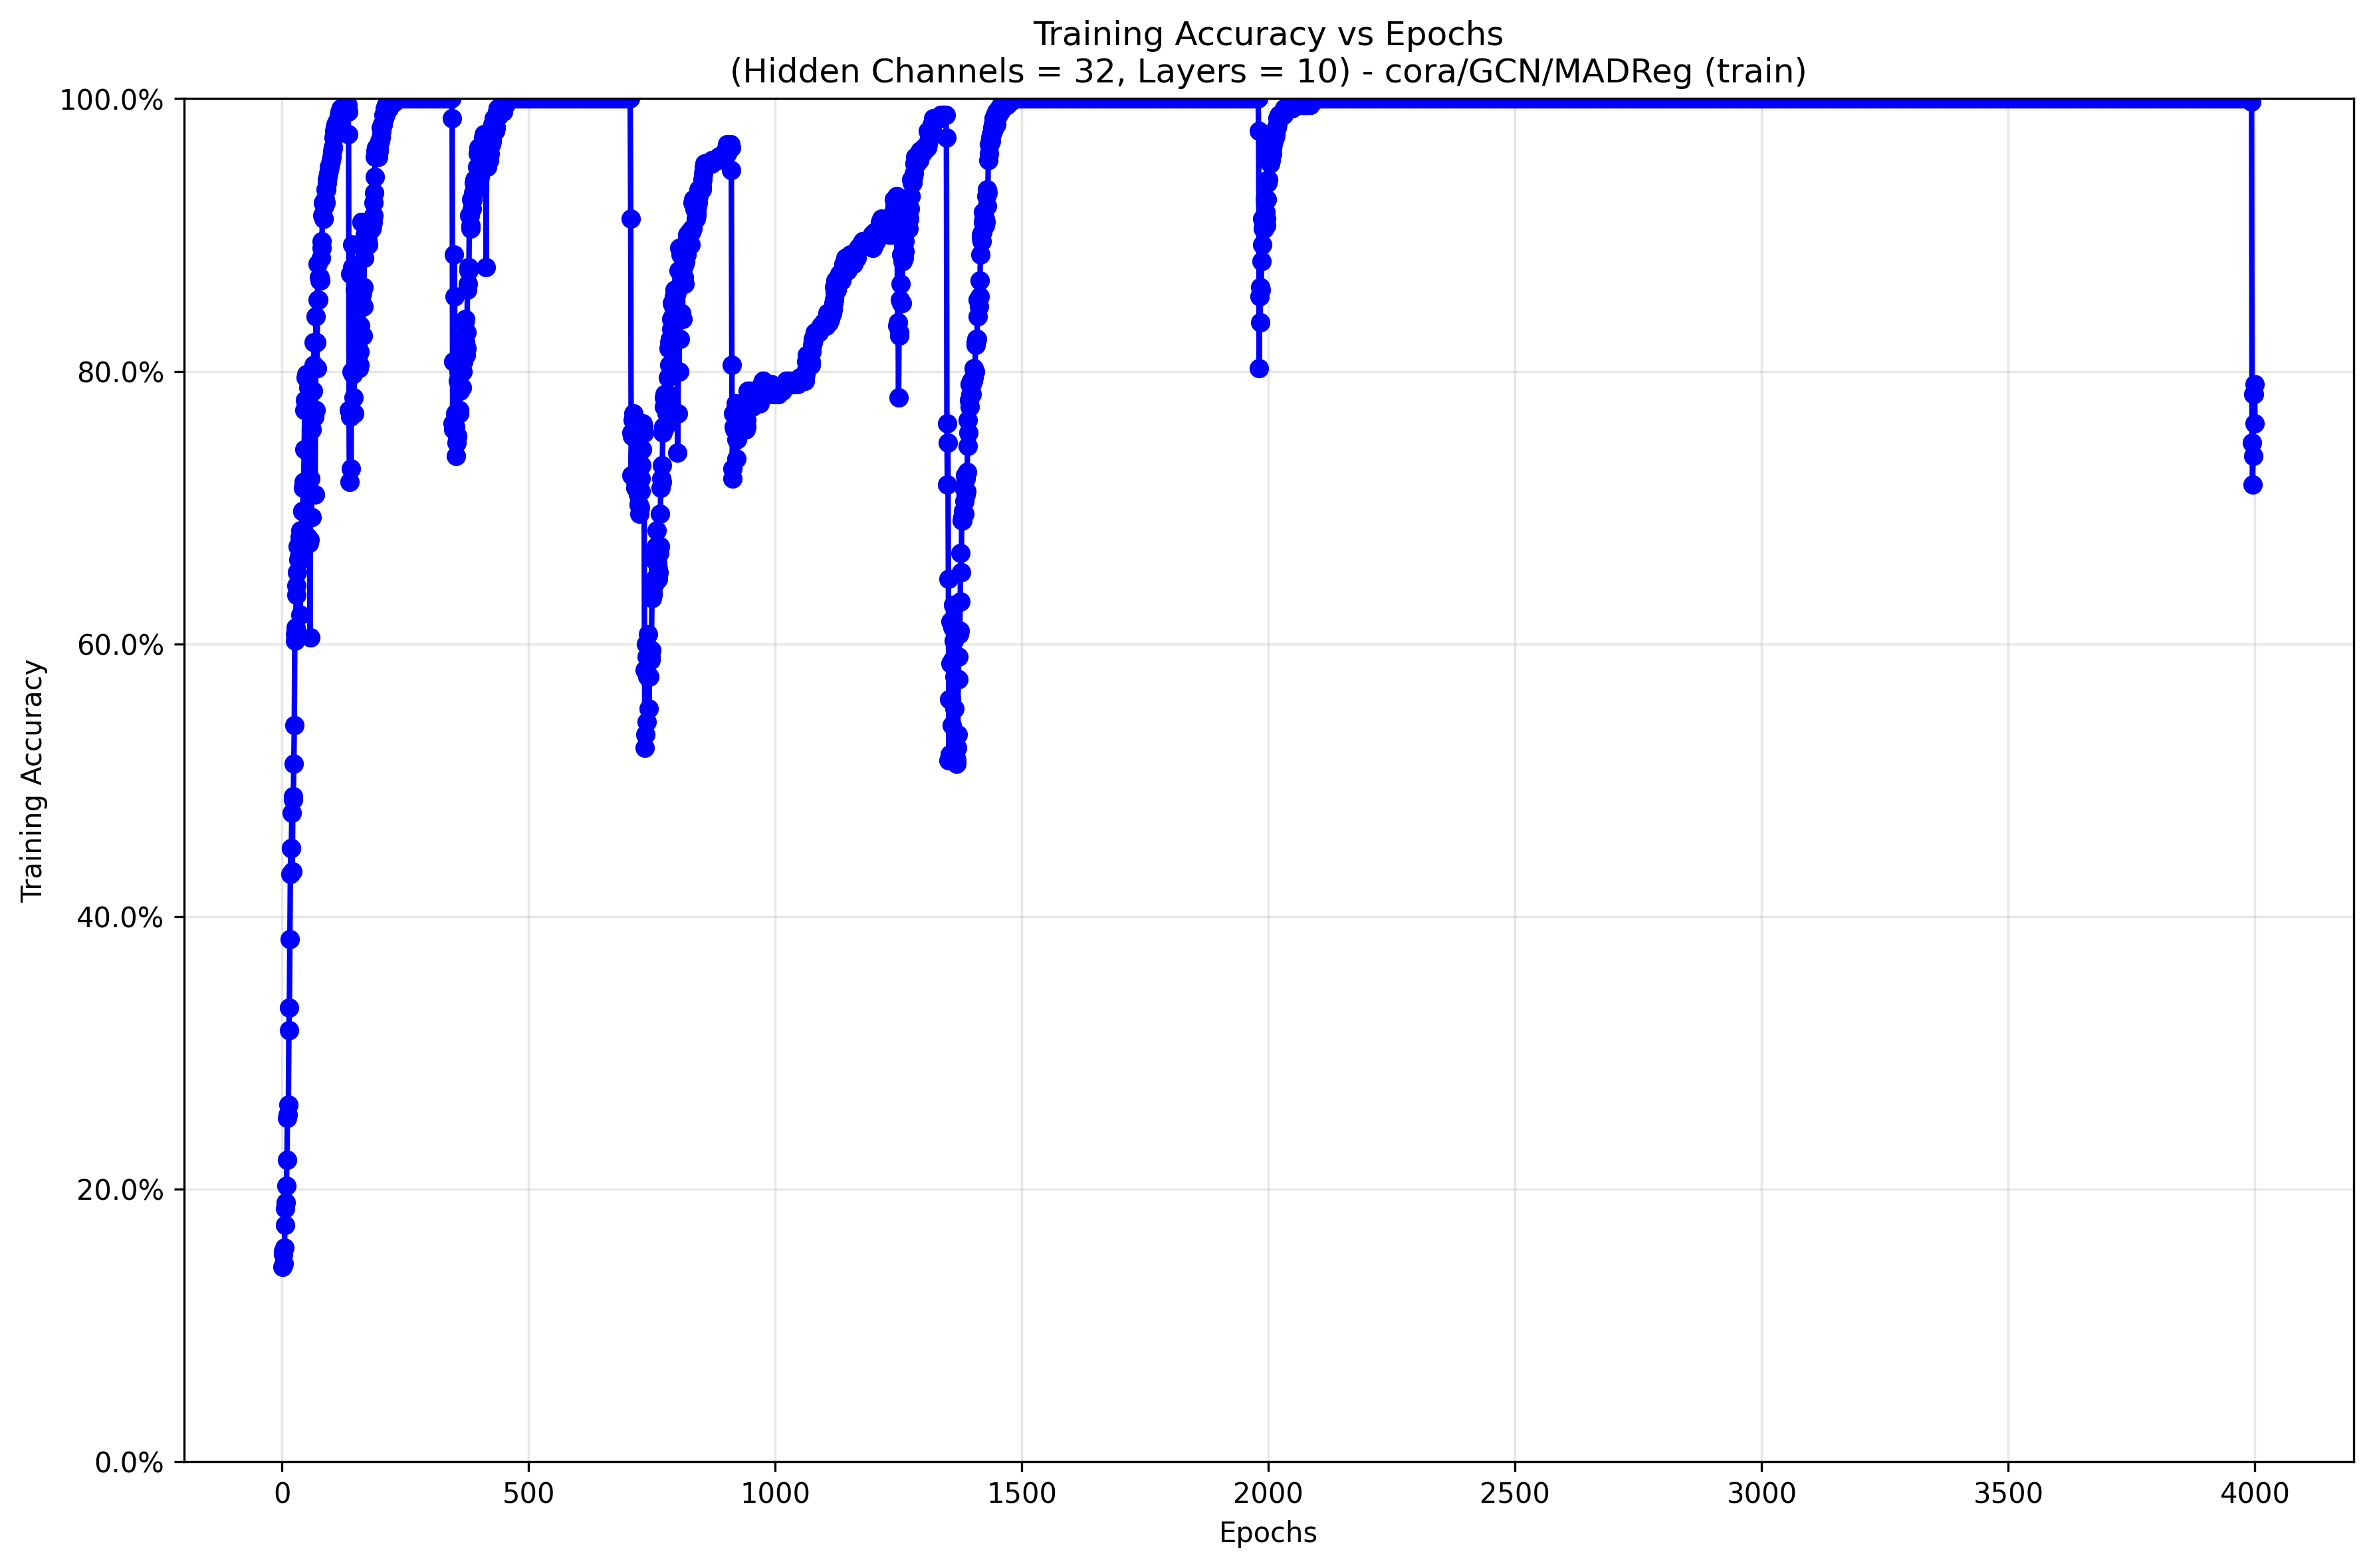 Training Accuracy vs Epochs
(Hidden Channels = 32, Layers = 10) - cora/GCN/MADReg (train)
100.0%
80.0%
60.0%
40.0%
20.0%
0.0%
Training Accuracy
0 500 1000 1500 2000 2500 3000 3500 4000
Epochs